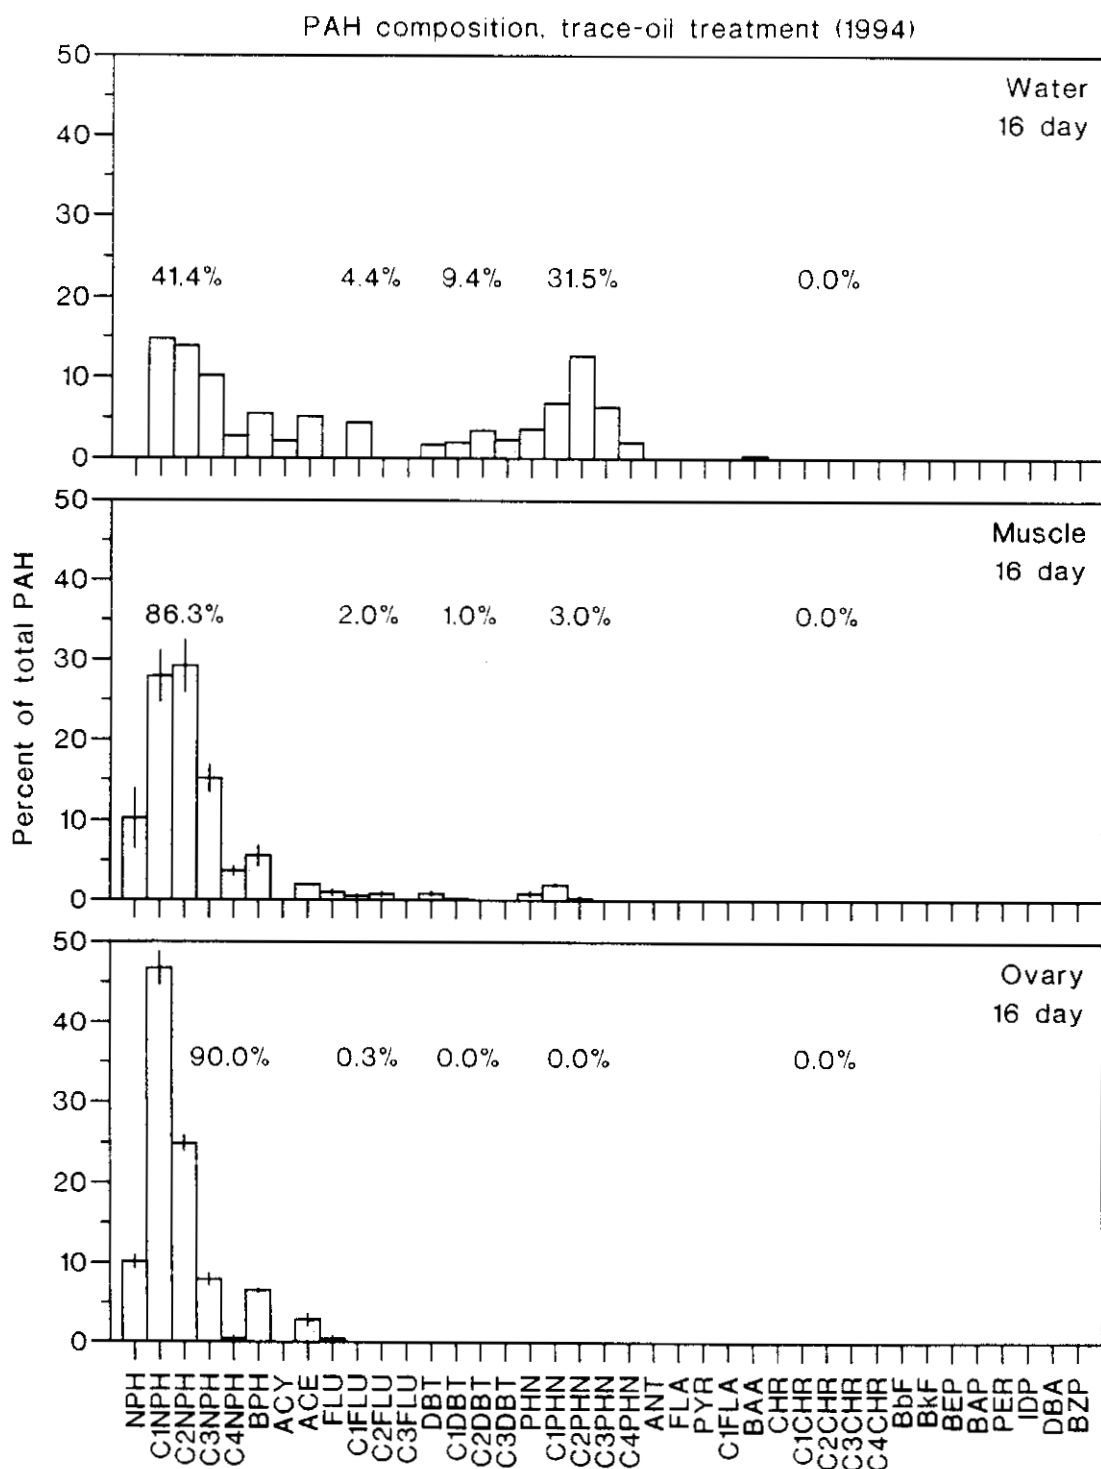 PAH composition, trace-oil treatment (1994)
50
40
30
20
10
0
Water
16 day
41.4% 4.4% 9.4% 31.5% 0.0%
Percent of total PAH
50
40
30
20
10
0
Muscle
16 day
86.3% 2.0% 1.0% 3.0% 0.0%
50
40
30
20
10
0
Ovary
16 day
90.0% 0.3% 0.0% 0.0% 0.0%
NPH
C1NPH
C2NPH
C3NPH
C4NPH
BPH
ACY
ACE
FLU
C1FLU
C2FLU
C3FLU
DBT
C1DBT
C2DBT
C3DBT
PHN
C1PHN
C2PHN
C3PHN
C4PHN
ANT
FLA
PYR
C1FLA
BAA
CHR
C1CHR
C2CHR
C3CHR
C4CHR
BbF
BkF
BEP
BAP
PER
IDP
DBA
BZP